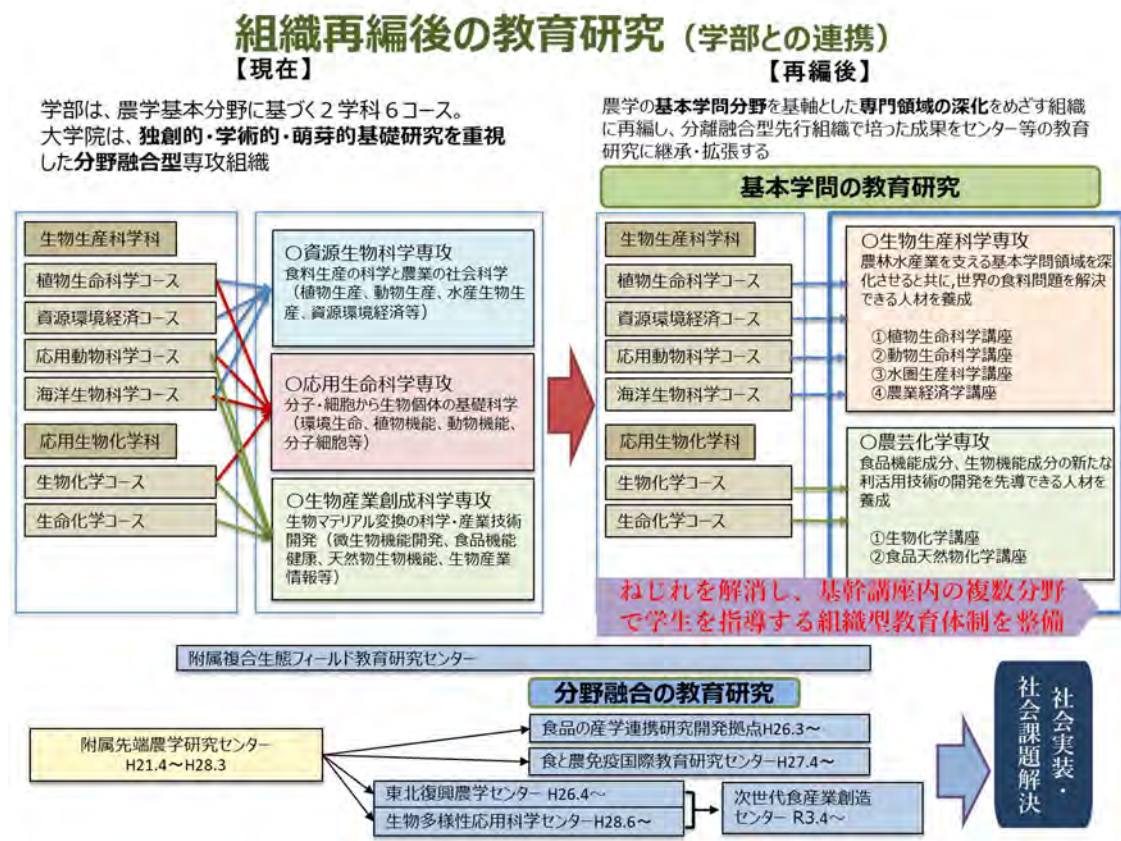 組織再編後の教育研究（学部との連携）
【現在】
学部は、農学基本分野に基づく２学科６コース。
大学院は、独創的・学術的・萌芽的基礎研究を重視
した分野融合型専攻組織
生物生産科学科
植物生命科学コース
資源環境経済コース
応用動物科学コース
海洋生物科学コース
応用生物化学科
生物化学コース
生命化学コース
〇資源生物科学専攻
食料生産の科学と農業の社会科学
（植物生産、動物生産、水産生物生
産、資源環境経済等）
〇応用生命科学専攻
分子・細胞から生物個体の基礎科学
（環境生命、植物機能、動物機能、
分子細胞等）
〇生物産業創成科学専攻
生物マテリアル変換の科学・産業技術
開発（微生物機能開発、食品機能
健康、天然物生物機能、生物産業
情報等）
【再編後】
農学の基本学問分野を基軸とした専門領域の深化をめざす組織
に再編し、分離融合型先行組織で培った成果をセンター等の教育
研究に継承・拡張する
基本学問の教育研究
生物生産科学科
植物生命科学コース
資源環境経済コース
応用動物科学コース
海洋生物科学コース
応用生物化学科
生物化学コース
生命化学コース
〇生物生産科学専攻
農林水産業を支える基本学問領域を深
化させると共に,世界の食料問題を解決
できる人材を養成
①植物生命科学講座
②動物生命科学講座
③水圏生産科学講座
④農業経済学講座
〇農芸化学専攻
食品機能成分、生物機能成分の新たな
利活用技術の開発を先導できる人材を
養成
①生物化学講座
②食品天然物化学講座
ねじれを解消し、基幹講座内の複数分野
で学生を指導する組織型教育体制を整備
附属複合生態フィールド教育研究センター
分野融合の教育研究
附属先端農学研究センター
H21.4～H28.3
食品の産学連携研究開発拠点H26.3～
食と農免疫国際教育研究センターH27.4～
東北復興農学センター H26.4～
生物多様性応用科学センターH28.6～
次世代食産業創造
センター R3.4～
社会実装・
社会課題解決